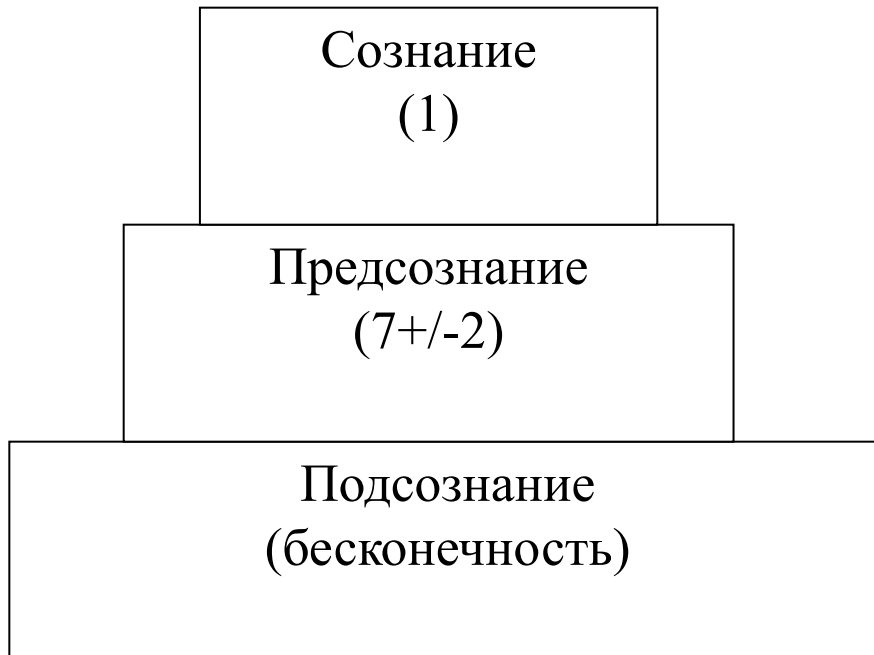 Сознание
(1)
Предсознание
(7+/-2)
Подсознание
(бесконечность)